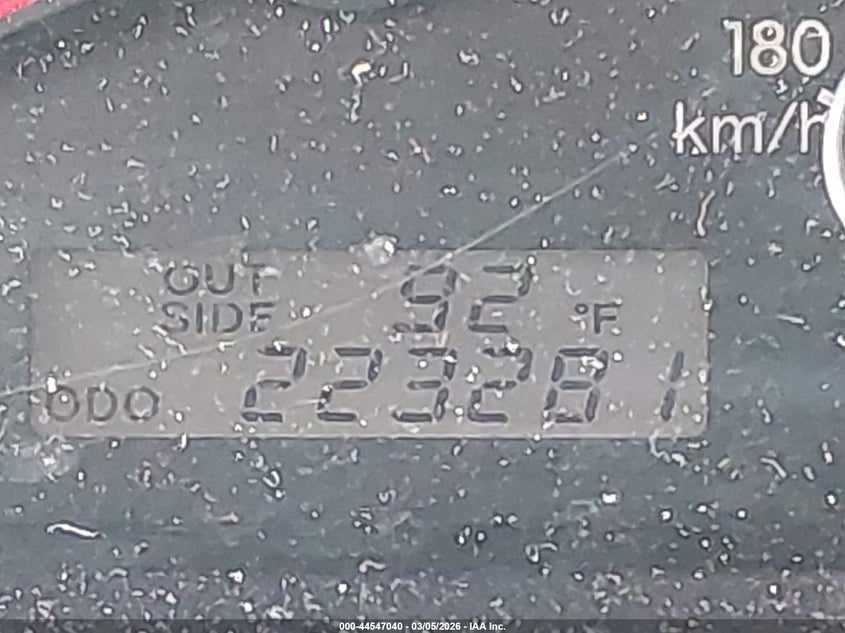 180
km/h
OUT
SIDE 92 °F
ODO 223281
000-44547040 - 03/05/2026 - IAA Inc.